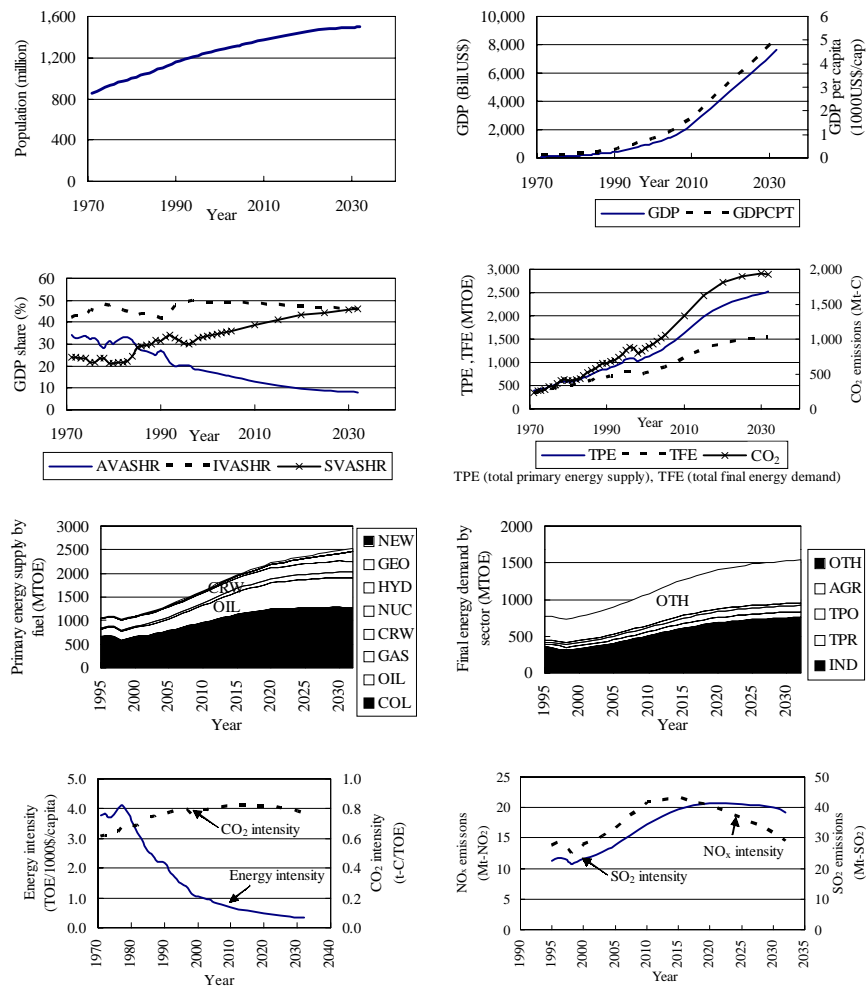 Population (million)
1,600
1,200
800
400
0
1970 1990 2010 2030
Year
GDP (Bill.US$)
10,000
8,000
6,000
4,000
2,000
0
6
5
4
3
2
1
0
GDP per capita
(1000US$/cap)
1970 1990 2010 2030
Year
GDP GDPCPT
GDP share (%)
60
50
40
30
20
10
0
1970 1990 2010 2030
Year
AVASHR IVASHR SVASHR
TPE ,TFE (MTOE)
3,000
2,500
2,000
1,500
1,000
500
0
2,000
1,500
1,000
500
0
CO2 emissions (Mt-C)
1970 1990 2010 2030
Year
TPE TFE CO2
TPE (total primary energy supply), TFE (total final energy demand)
Primary energy supply by
fuel (MTOE)
3000
2500
2000
1500
1000
500
0
CRW
OIL
1995 2000 2005 2010 2015 2020 2025 2030
Year
NEW
GEO
HYD
NUC
CRW
GAS
OIL
COL
Final energy demand by
sector (MTOE)
2000
1500
1000
500
0
OTH
1995 2000 2005 2010 2015 2020 2025 2030
Year
OTH
AGR
TPO
TPR
IND
Energy intensity
(TOE/1000$/capita)
5.0
4.0
3.0
2.0
1.0
0.0
CO2 intensity
Energy intensity
1.0
0.8
0.6
0.4
0.2
0.0
CO2 intensity
(t-C/TOE)
1970 1980 1990 2000 2010 2020 2030 2040
Year
NOx emissons
(Mt-NO2)
25
20
15
10
5
0
NOx intensity
SO2 intensity
50
40
30
20
10
0
SO2 emissions
(Mt-SO2)
1990 1995 2000 2005 2010 2015 2020 2025 2030 2035
Year